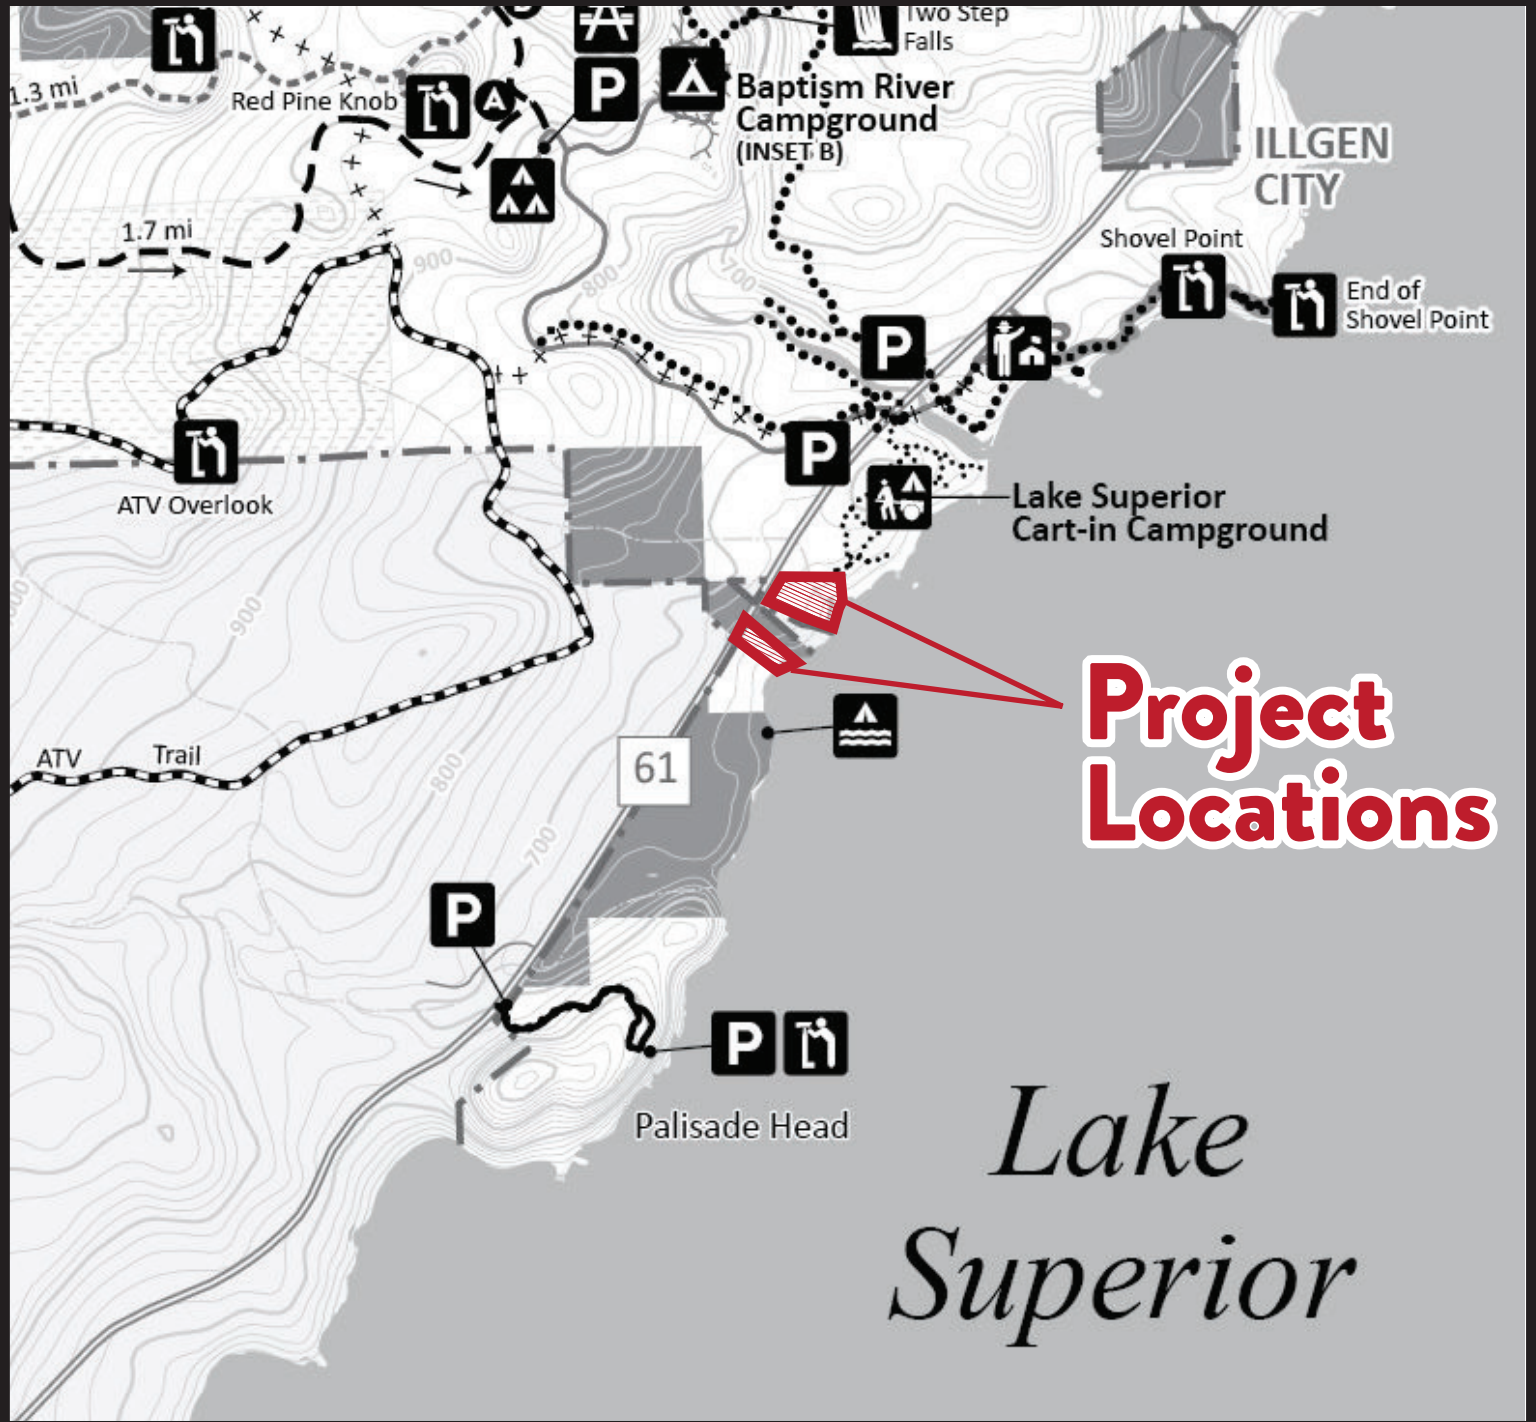 Two Step
Falls
1.3 mi
Red Pine Knob
A
P
Baptism River
Campground
(INSET B)
ILLGEN
CITY
1.7 mi
900
800
700
Shovel Point
End of
Shovel Point
P
P
ATV Overlook
Lake Superior
Cart-in Campground
900
Project
Locations
61
ATV Trail
800
700
P
P
Palisade Head
Lake
Superior